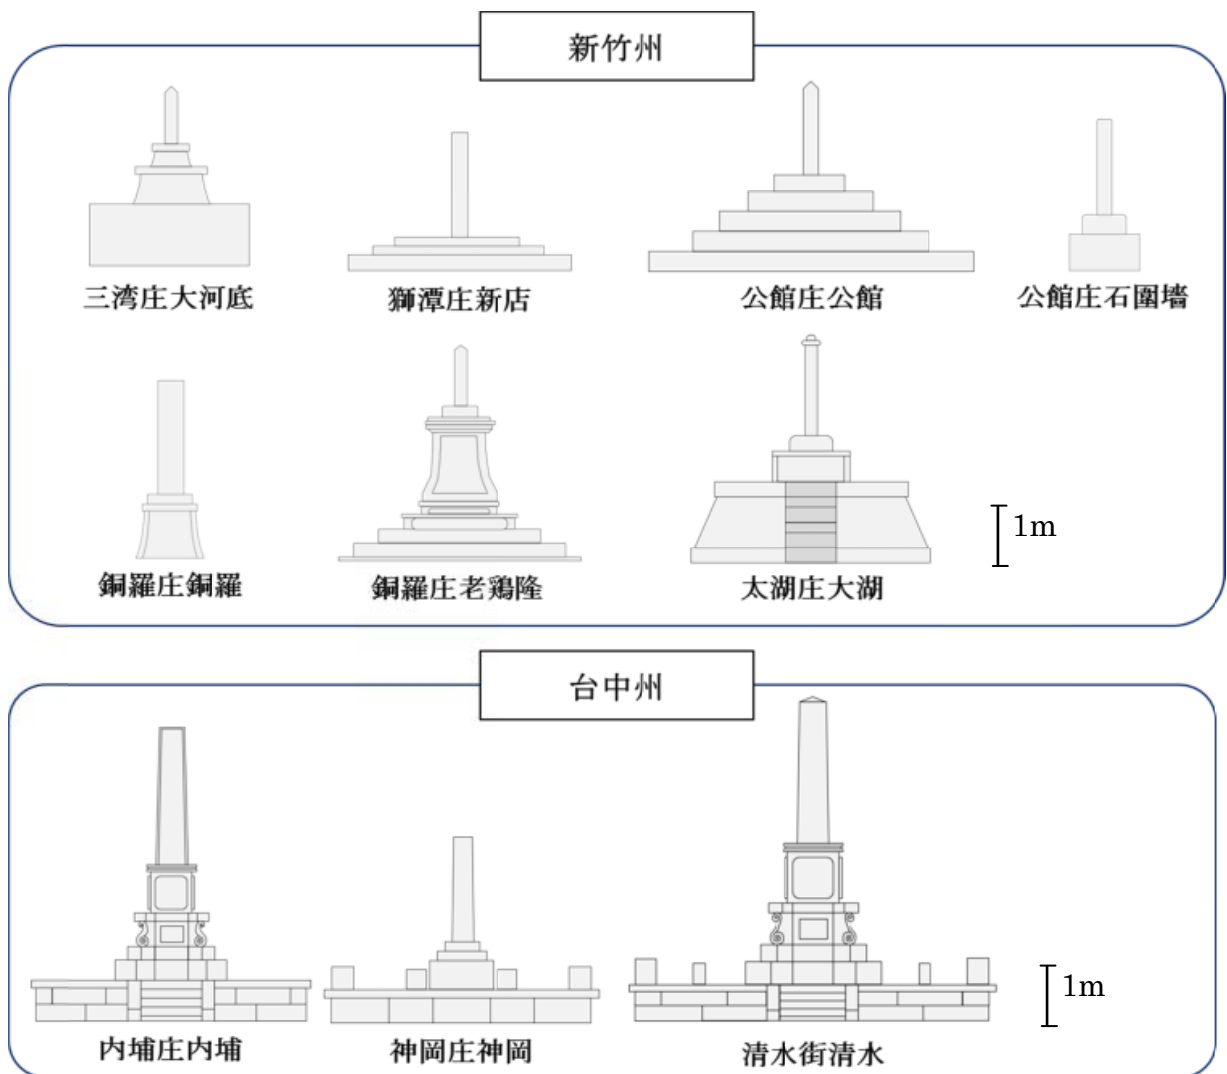 新竹州
三湾庄大河底
獅潭庄新店
公館庄公館
公館庄石圍墻
銅羅庄銅羅
銅羅庄老鶏隆
太湖庄大湖
1m
台中州
内埔庄内埔
神岡庄神岡
清水街清水
1m